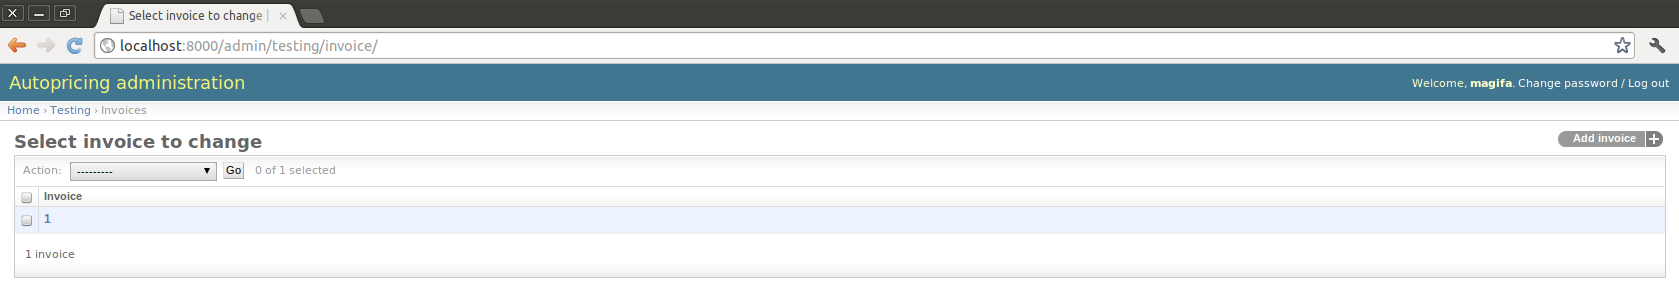 Select invoice to change |
localhost:8000/admin/testing/invoice/
Autopricing administration
Welcome, magifa. Change password / Log out
Home › Testing › Invoices
Select invoice to change
Add invoice +
Action: --------- Go 0 of 1 selected
Invoice
1
1 invoice